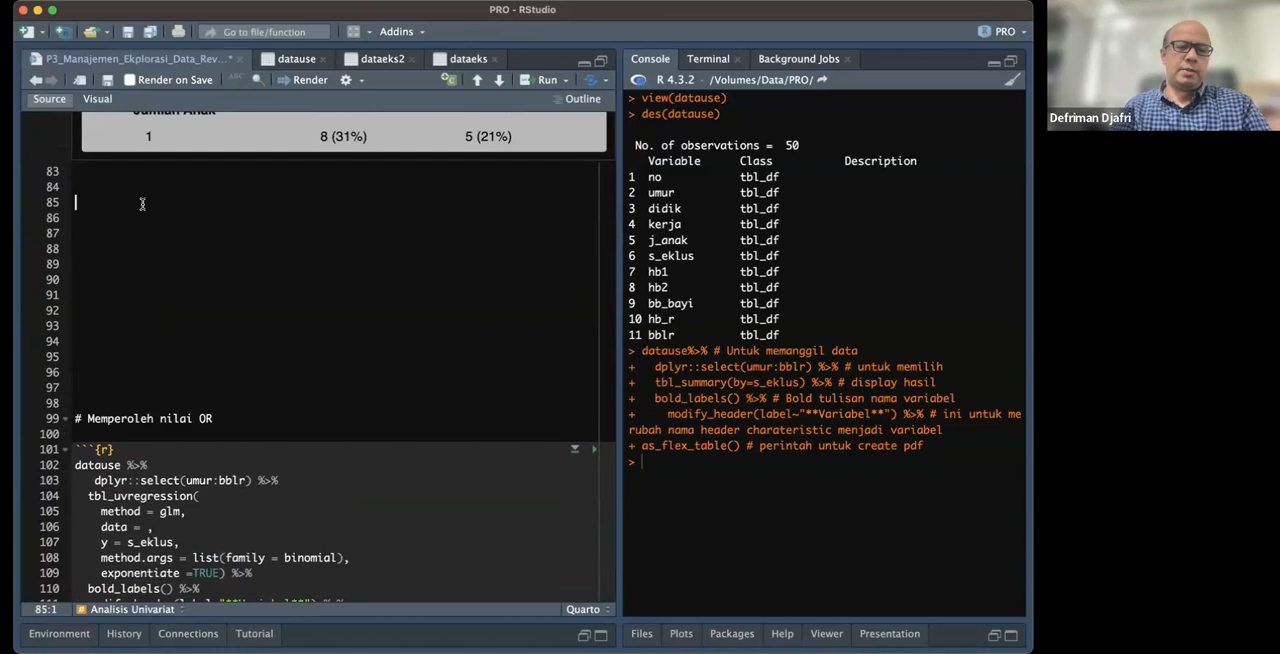 PRO - RStudio
Go to file/function
Addins
PRO
P3_Manajemen_Ekplorasi_Data_Rev...*
datause
dataeks2
dataeks
Render on Save
ABC
Render
Run
Source
Visual
Outline
Jumlah Anak
1 8 (31%) 5 (21%)
83
84
85
86
87
88
89
90
91
92
93
94
95
96
97
98
99 # Memperoleh nilai OR
100
101 ```{r}
102 datause %>%
103 dplyr::select(umur:bblr) %>%
104 tbl_uvregression(
105 method = glm,
106 data = ,
107 y = s_eklus,
108 method.args = list(family = binomial),
109 exponentiate =TRUE) %>%
110 bold_labels() %>%
85:1 # Analisis Univariat
Quarto
Environment
History
Connections
Tutorial
Console
Terminal
Background Jobs
R 4.3.2 · /Volumes/Data/PRO/
> view(datause)
> des(datause)
No. of observations = 50
Variable Class Description
1 no tbl_df
2 umur tbl_df
3 didik tbl_df
4 kerja tbl_df
5 j_anak tbl_df
6 s_eklus tbl_df
7 hb1 tbl_df
8 hb2 tbl_df
9 bb_bayi tbl_df
10 hb_r tbl_df
11 bblr tbl_df
> datause%>% # Untuk memanggil data
+ dplyr::select(umur:bblr) %>% # untuk memilih
+ tbl_summary(by=s_eklus) %>% # display hasil
+ bold_labels() %>% # Bold tulisan nama variabel
+ modify_header(label~"**Variabel**") %>% # ini untuk me
rubah nama header charateristic menjadi variabel
+ as_flex_table() # perintah untuk create pdf
>
Files
Plots
Packages
Help
Viewer
Presentation
Defriman Djafri